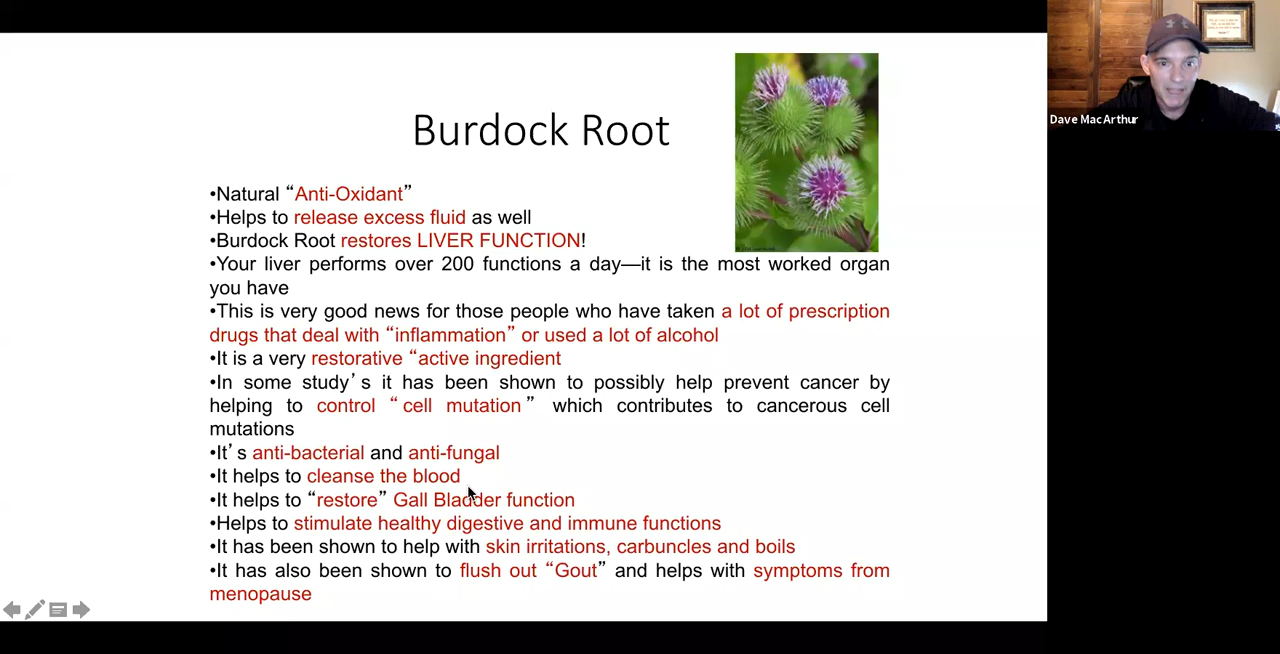 Burdock Root
•Natural “Anti-Oxidant”
•Helps to release excess fluid as well
•Burdock Root restores LIVER FUNCTION!
•Your liver performs over 200 functions a day—it is the most worked organ
you have
•This is very good news for those people who have taken a lot of prescription
drugs that deal with “inflammation” or used a lot of alcohol
•It is a very restorative “active ingredient
•In some study’s it has been shown to possibly help prevent cancer by
helping to control “cell mutation” which contributes to cancerous cell
mutations
•It’s anti-bacterial and anti-fungal
•It helps to cleanse the blood
•It helps to “restore” Gall Bladder function
•Helps to stimulate healthy digestive and immune functions
•It has been shown to help with skin irritations, carbuncles and boils
•It has also been shown to flush out “Gout” and helps with symptoms from
menopause
Dave MacArthur